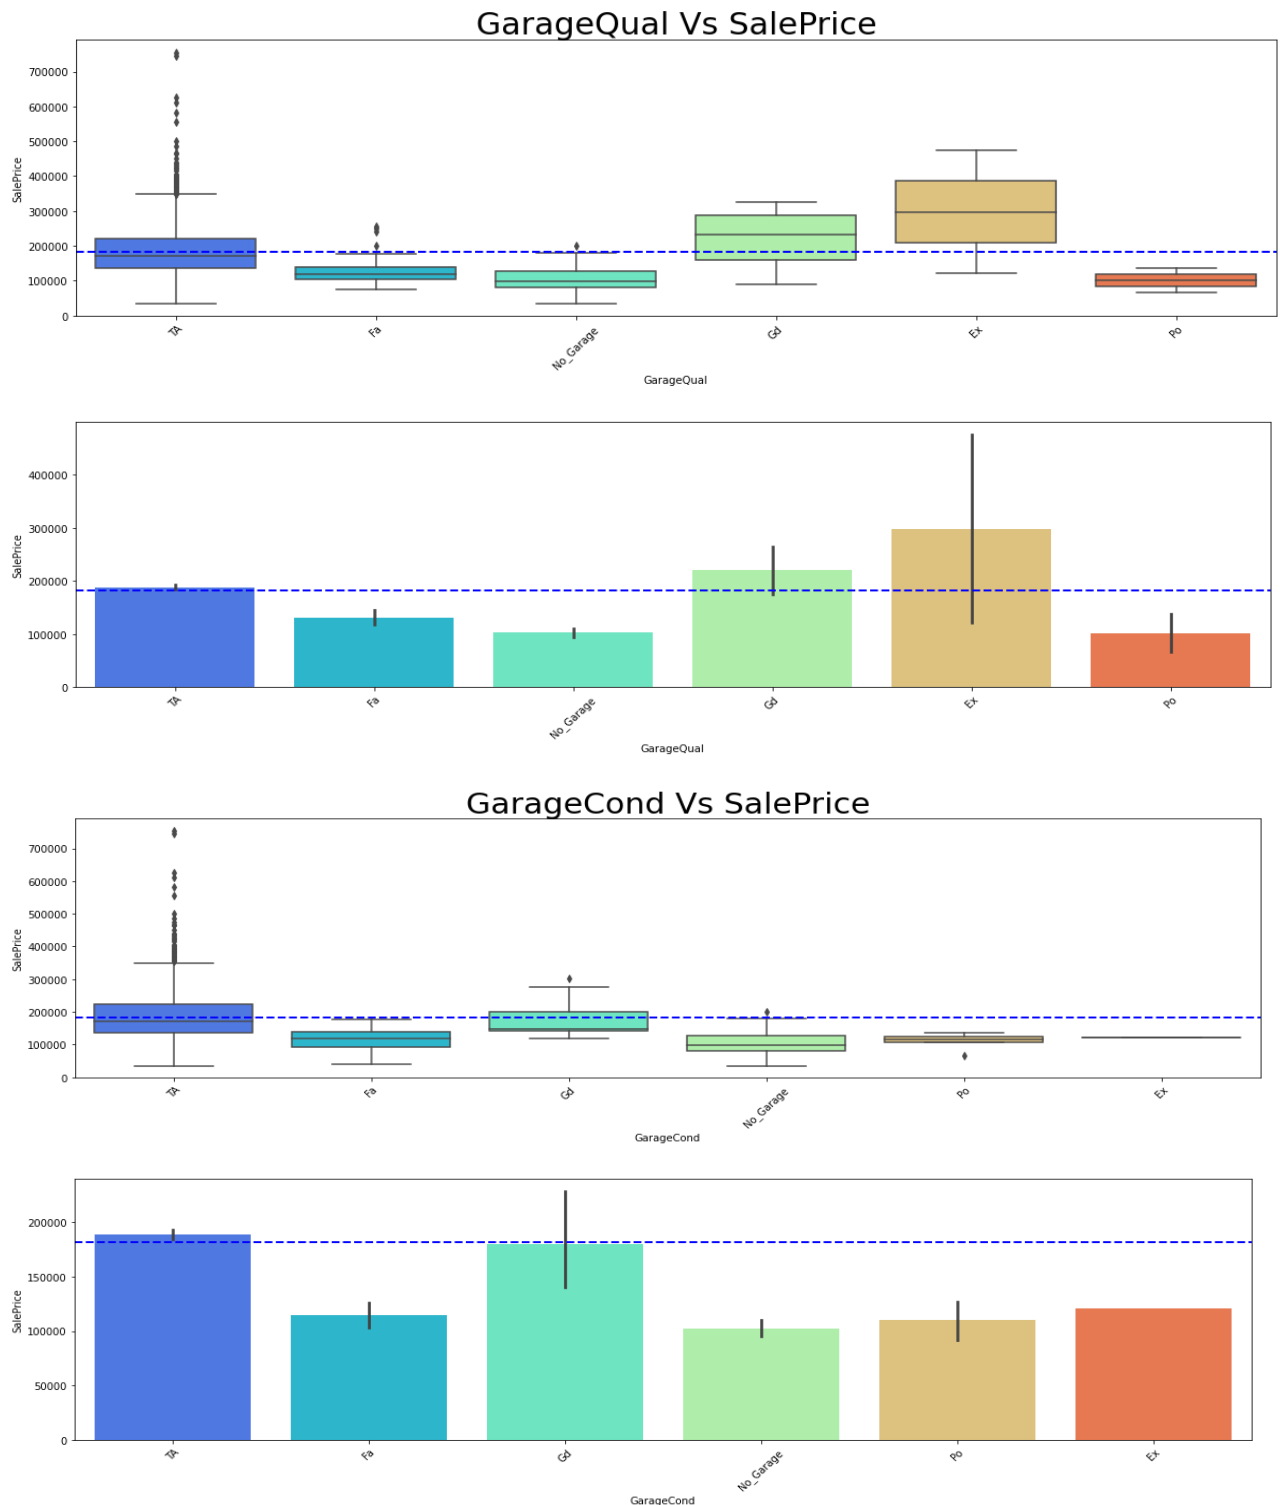 GarageQual Vs SalePrice
700000
600000
500000
400000
300000
200000
100000
0
SalePrice
TA Fa No_Garage Gd Ex Po
GarageQual
400000
300000
200000
100000
0
SalePrice
TA Fa No_Garage Gd Ex Po
GarageQual
GarageCond Vs SalePrice
700000
600000
500000
400000
300000
200000
100000
0
SalePrice
TA Fa Gd No_Garage Po Ex
GarageCond
200000
150000
100000
50000
0
SalePrice
TA Fa Gd No_Garage Po Ex
GarageCond